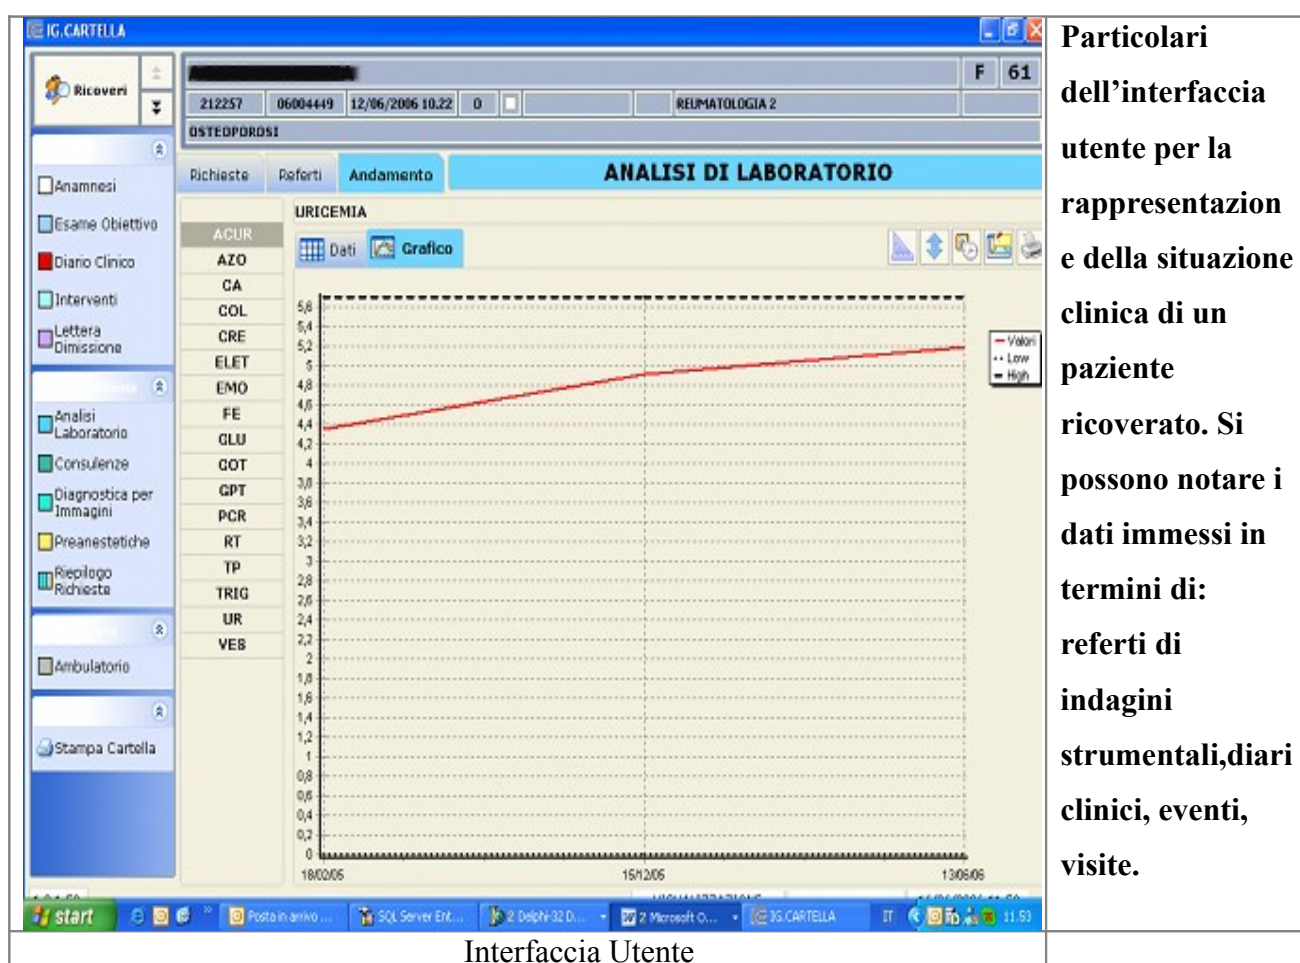 IG.CARTELLA
Ricoveri
F 61
212257 06004449 12/06/2006 10.22 0 REUMATOLOGIA 2
OSTEOPOROSI
Anamnesi
Esame Obiettivo
Diario Clinico
Interventi
Lettera
Dimissione
Analisi
Laboratorio
Consulenze
Diagnostica per
Immagini
Preanestetiche
Riepilogo
Richieste
Ambulatorio
Stampa Cartella
Richieste Referti Andamento ANALISI DI LABORATORIO
ACUR
AZO
CA
COL
CRE
ELET
EMO
FE
GLU
GOT
GPT
PCR
RT
TP
TRIG
UR
VES
URICEMIA
Dati Grafico
5,6
5,4
5,2
5
4,8
4,6
4,4
4,2
4
3,8
3,6
3,4
3,2
3
2,8
2,6
2,4
2,2
2
1,8
1,6
1,4
1,2
1
0,8
0,6
0,4
0,2
0
18/02/05 15/12/05 13/06/06
Valori
Low
High
start Posta in arrivo ... SQL Server Ent... 2 Delphi-32 D... 2 Microsoft O... IG.CARTELLA IT 11.53
Particolari
dell’interfaccia
utente per la
rappresentazion
e della situazione
clinica di un
paziente
ricoverato. Si
possono notare i
dati immessi in
termini di:
referti di
indagini
strumentali,diari
clinici, eventi,
visite.
Interfaccia Utente